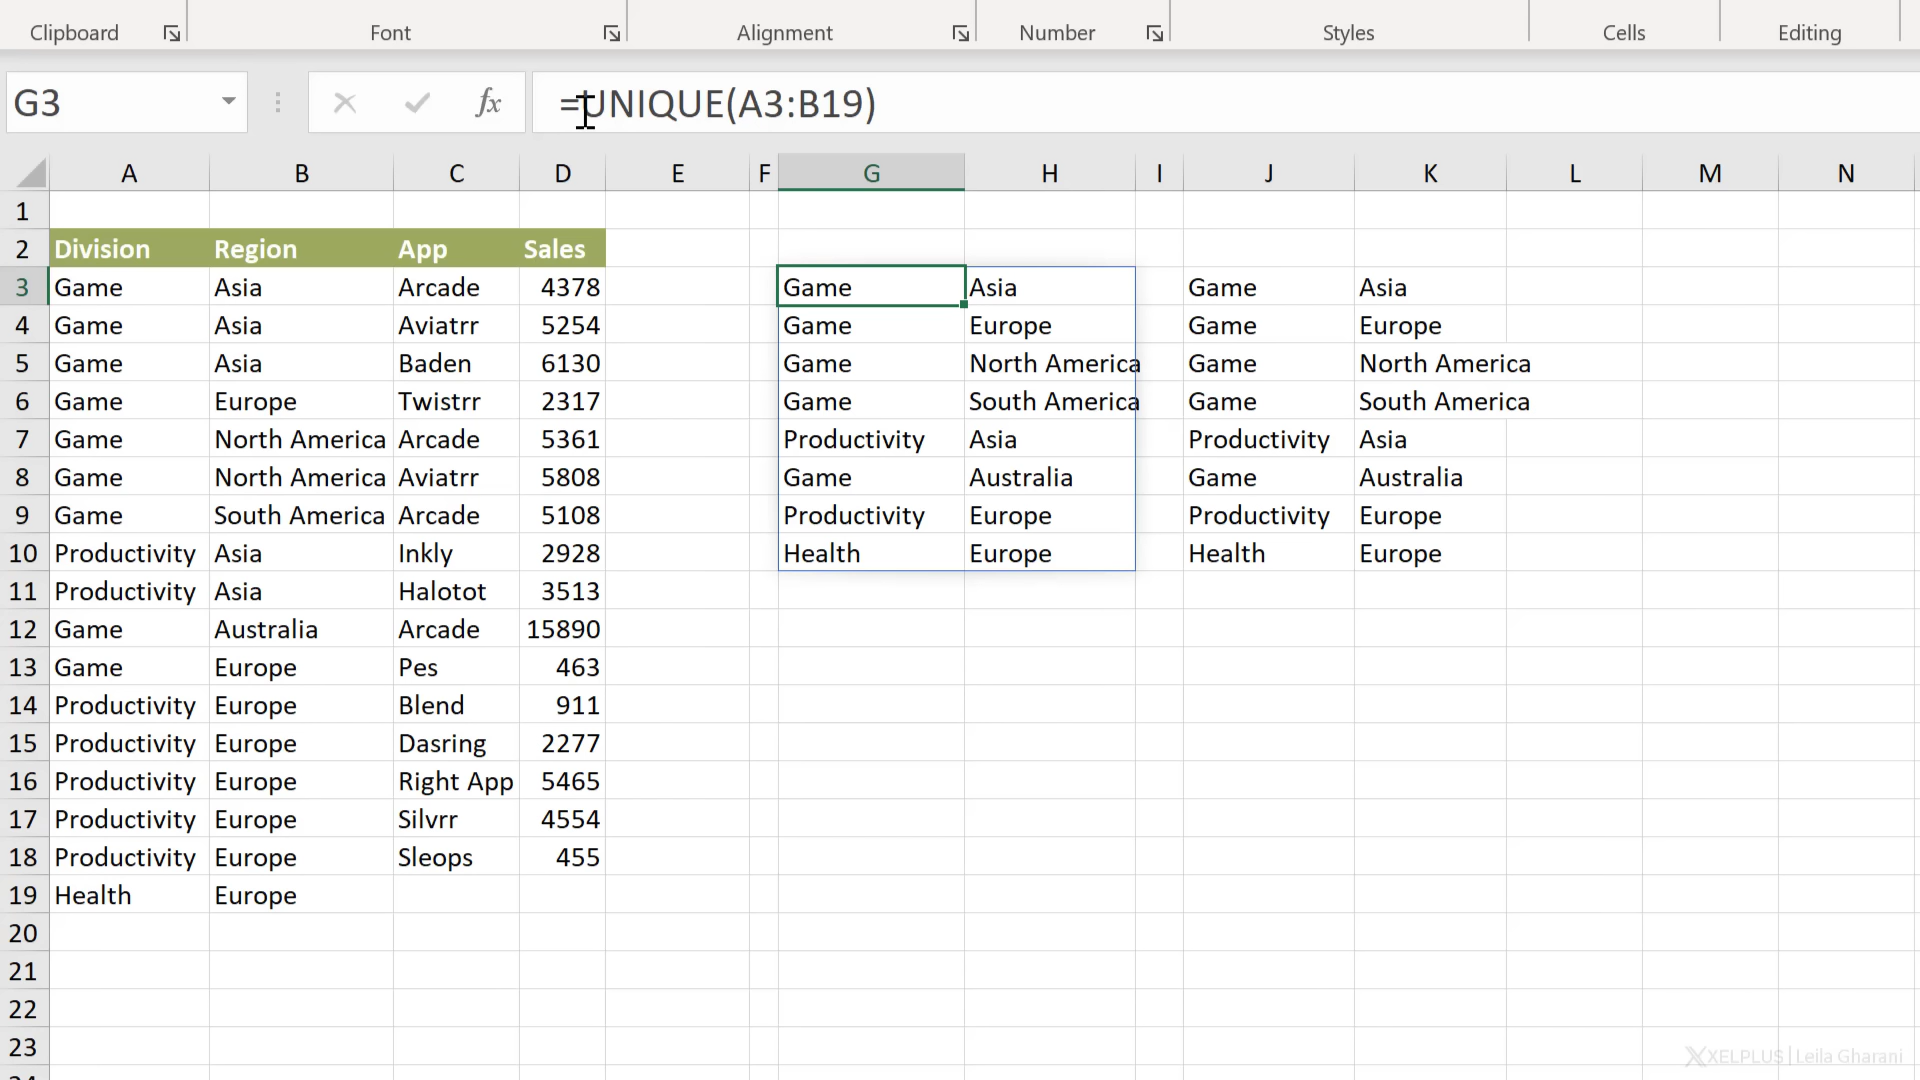 Clipboard Font Alignment Number Styles Cells Editing
G3 fx =UNIQUE(A3:B19)
A B C D E F G H I J K L M N
1
2 Division Region App Sales
3 Game Asia Arcade 4378 Game Asia Game Asia
4 Game Asia Aviatrr 5254 Game Europe Game Europe
5 Game Asia Baden 6130 Game North America Game North America
6 Game Europe Twistrr 2317 Game South America Game South America
7 Game North America Arcade 5361 Productivity Asia Productivity Asia
8 Game North America Aviatrr 5808 Game Australia Game Australia
9 Game South America Arcade 5108 Productivity Europe Productivity Europe
10 Productivity Asia Inkly 2928 Health Europe Health Europe
11 Productivity Asia Halotot 3513
12 Game Australia Arcade 15890
13 Game Europe Pes 463
14 Productivity Europe Blend 911
15 Productivity Europe Dasring 2277
16 Productivity Europe Right App 5465
17 Productivity Europe Silvrr 4554
18 Productivity Europe Sleops 455
19 Health Europe
20
21
22
23
XELPLUS | Leila Gharani